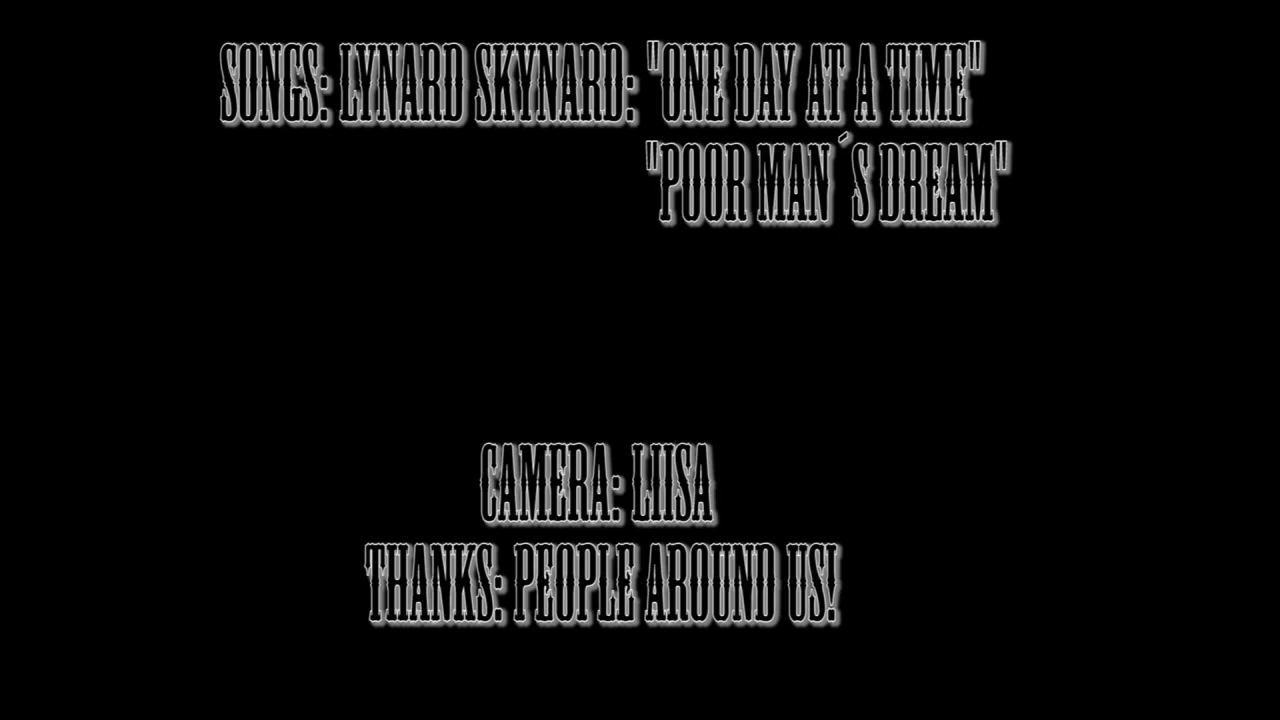 SONGS: LYNARD SKYNARD: "ONE DAY AT A TIME"
"POOR MAN´S DREAM"
CAMERA: LIISA
THANKS: PEOPLE AROUND US!